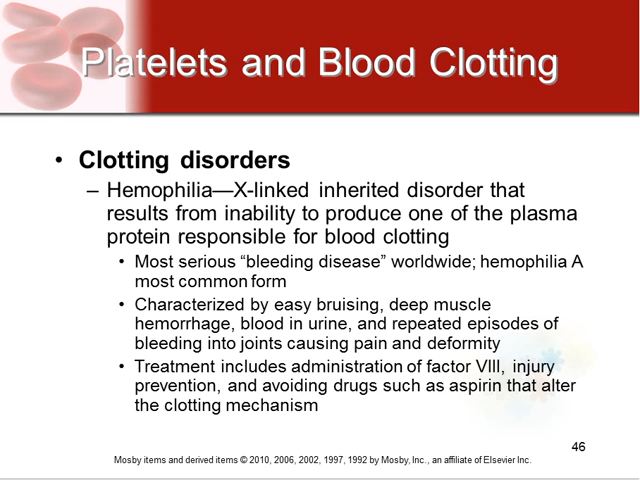 Platelets and Blood Clotting
• Clotting disorders
– Hemophilia—X-linked inherited disorder that
results from inability to produce one of the plasma
protein responsible for blood clotting
• Most serious “bleeding disease” worldwide; hemophilia A
most common form
• Characterized by easy bruising, deep muscle
hemorrhage, blood in urine, and repeated episodes of
bleeding into joints causing pain and deformity
• Treatment includes administration of factor VIII, injury
prevention, and avoiding drugs such as aspirin that alter
the clotting mechanism
46
Mosby items and derived items © 2010, 2006, 2002, 1997, 1992 by Mosby, Inc., an affiliate of Elsevier Inc.